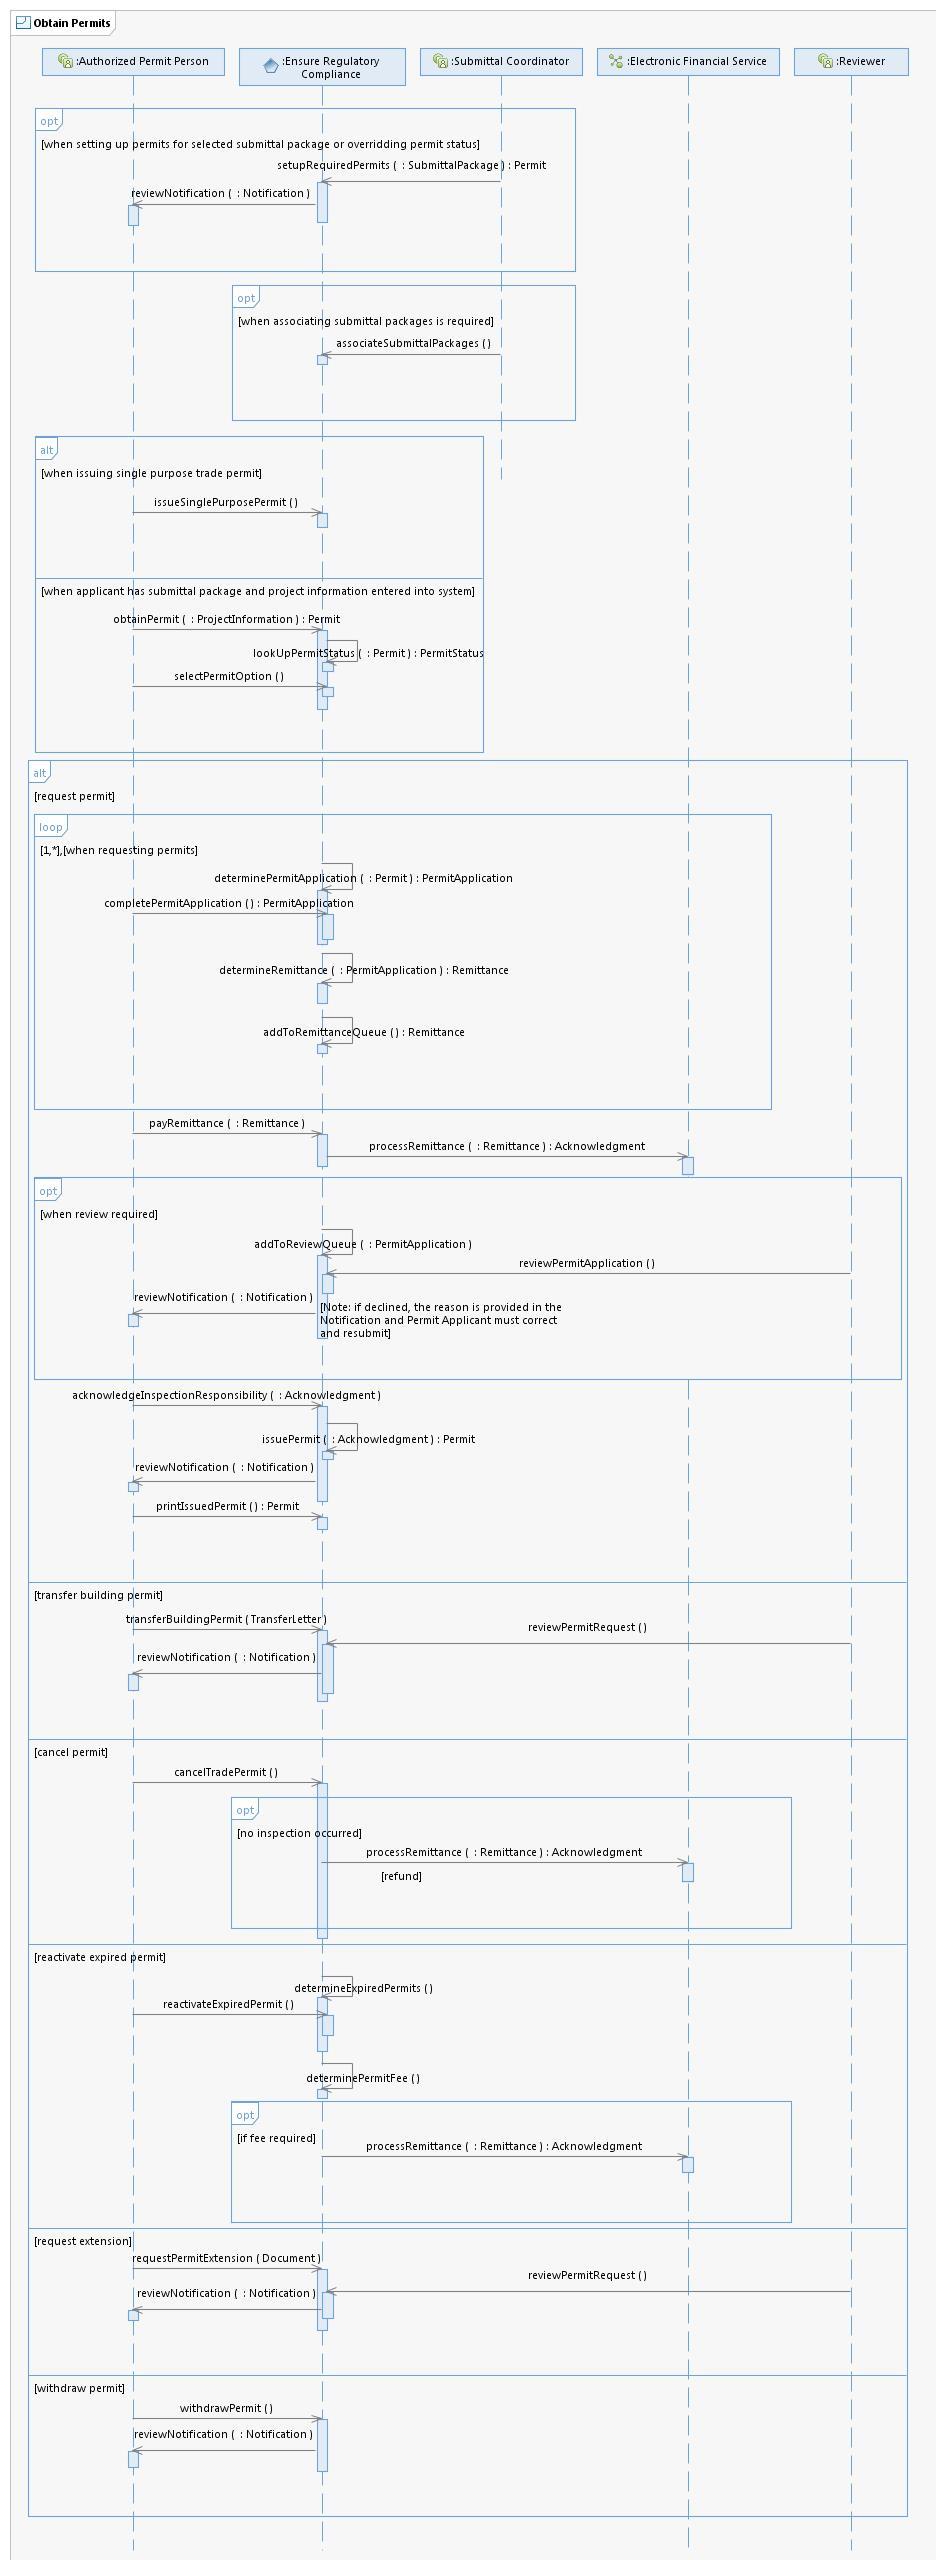 Obtain Permits
:Authorized Permit Person
:Ensure Regulatory
Compliance
:Submittal Coordinator
:Electronic Financial Service
:Reviewer
opt
[when setting up permits for selected submittal package or overridding permit status]
setupRequiredPermits ( : SubmittalPackage ) : Permit
reviewNotification ( : Notification )
opt
[when associating submittal packages is required]
associateSubmittalPackages ( )
alt
[when issuing single purpose trade permit]
issueSinglePurposePermit ( )
[when applicant has submittal package and project information entered into system]
obtainPermit ( : ProjectInformation ) : Permit
lookUpPermitStatus ( : Permit ) : PermitStatus
selectPermitOption ( )
alt
[request permit]
loop
[1,*],[when requesting permits]
determinePermitApplication ( : Permit ) : PermitApplication
completePermitApplication ( ) : PermitApplication
determineRemittance ( : PermitApplication ) : Remittance
addToRemittanceQueue ( ) : Remittance
payRemittance ( : Remittance )
processRemittance ( : Remittance ) : Acknowledgment
opt
[when review required]
addToReviewQueue ( : PermitApplication )
reviewPermitApplication ( )
reviewNotification ( : Notification )
[Note: if declined, the reason is provided in the
Notification and Permit Applicant must correct
and resubmit]
acknowledgeInspectionResponsibility ( : Acknowledgment )
issuePermit ( : Acknowledgment ) : Permit
reviewNotification ( : Notification )
printIssuedPermit ( ) : Permit
[transfer building permit]
transferBuildingPermit ( TransferLetter )
reviewPermitRequest ( )
reviewNotification ( : Notification )
[cancel permit]
cancelTradePermit ( )
opt
[no inspection occurred]
processRemittance ( : Remittance ) : Acknowledgment
[refund]
[reactivate expired permit]
determineExpiredPermits ( )
reactivateExpiredPermit ( )
determinePermitFee ( )
opt
[if fee required]
processRemittance ( : Remittance ) : Acknowledgment
[request extension]
requestPermitExtension ( Document )
reviewPermitRequest ( )
reviewNotification ( : Notification )
[withdraw permit]
withdrawPermit ( )
reviewNotification ( : Notification )